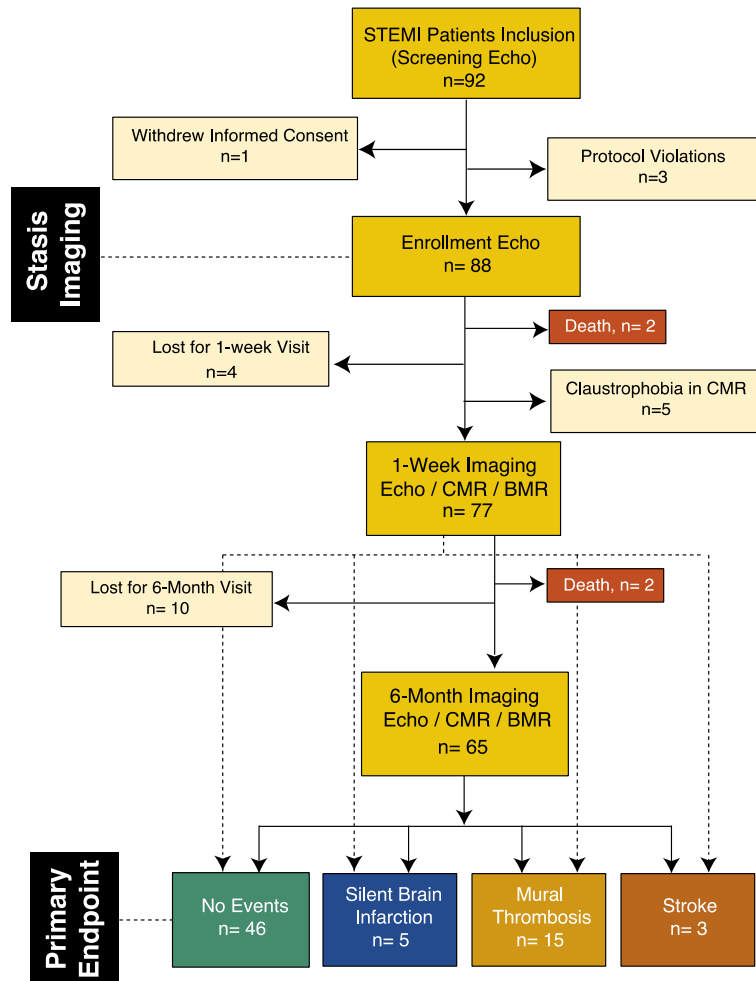 STEMI Patients Inclusion
(Screening Echo)
n=92
Withdrew Informed Consent
n=1
Protocol Violations
n=3
Stasis
Imaging
Enrollment Echo
n= 88
Death, n= 2
Lost for 1-week Visit
n=4
Claustrophobia in CMR
n=5
1-Week Imaging
Echo / CMR / BMR
n= 77
Lost for 6-Month Visit
n= 10
Death, n= 2
6-Month Imaging
Echo / CMR / BMR
n= 65
Primary
Endpoint
No Events
n= 46
Silent Brain
Infarction
n= 5
Mural
Thrombosis
n= 15
Stroke
n= 3